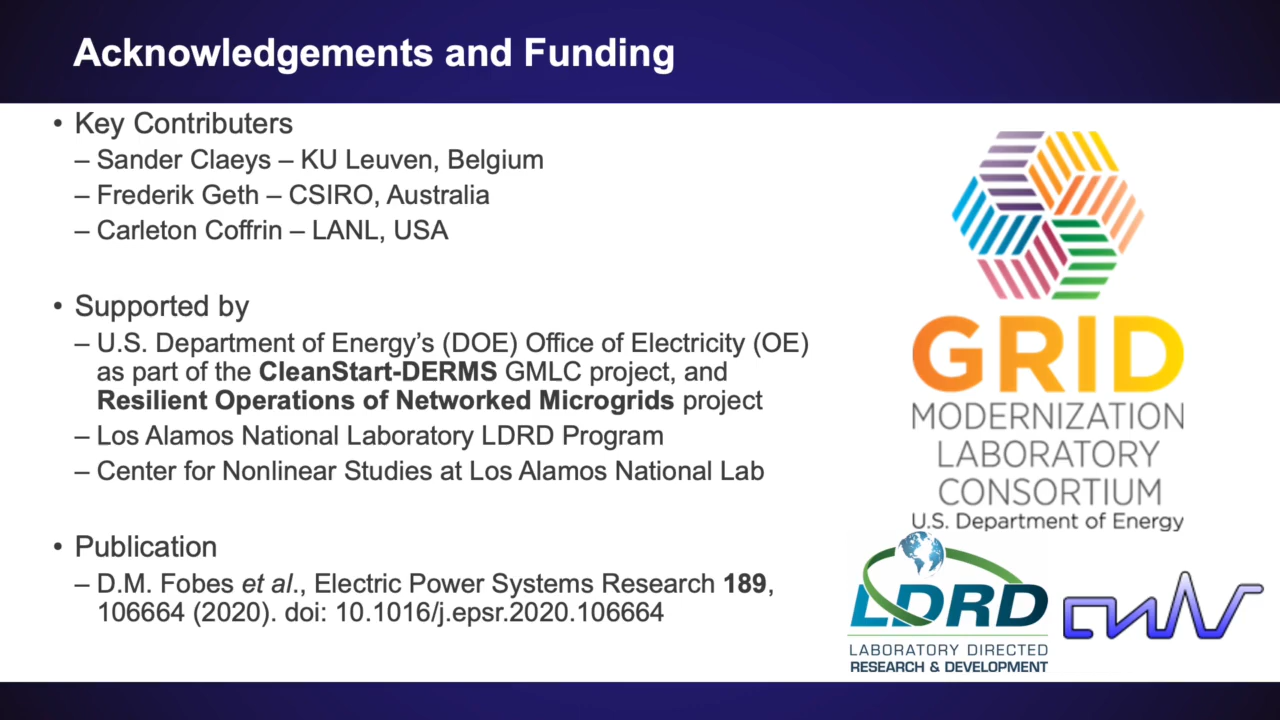 Acknowledgements and Funding
• Key Contributers
– Sander Claeys – KU Leuven, Belgium
– Frederik Geth – CSIRO, Australia
– Carleton Coffrin – LANL, USA
• Supported by
– U.S. Department of Energy’s (DOE) Office of Electricity (OE)
as part of the CleanStart-DERMS GMLC project, and
Resilient Operations of Networked Microgrids project
– Los Alamos National Laboratory LDRD Program
– Center for Nonlinear Studies at Los Alamos National Lab
• Publication
– D.M. Fobes et al., Electric Power Systems Research 189,
106664 (2020). doi: 10.1016/j.epsr.2020.106664
GRID
MODERNIZATION
LABORATORY
CONSORTIUM
U.S. Department of Energy
LDRD
LABORATORY DIRECTED
RESEARCH & DEVELOPMENT
CNLS